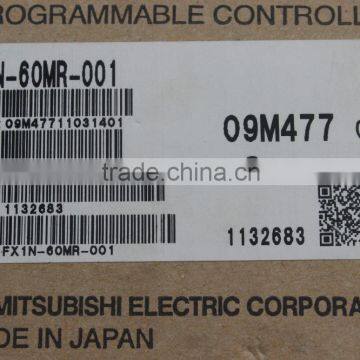 ROGRAMMABLE CONTROLL
N-60MR-001
09M47711031401
09M477
trade.china.cn
1132683
1132683
FX1N-60MR-001
MITSUBISHI ELECTRIC CORPORA
DE IN JAPAN